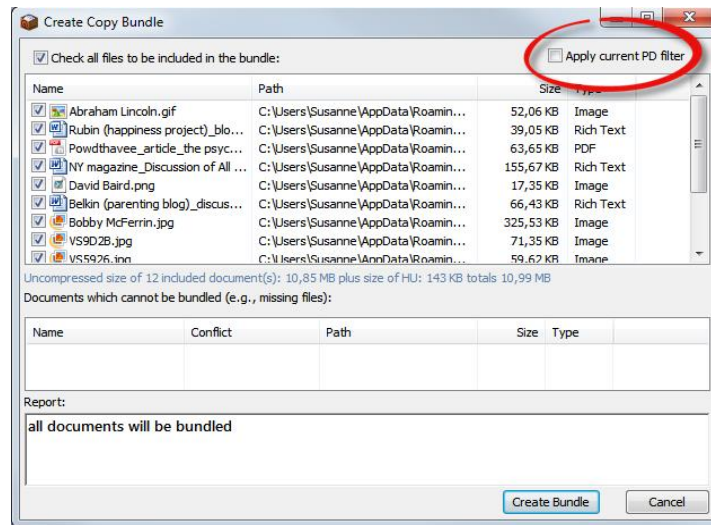 Create Copy Bundle
Check all files to be included in the bundle:
Apply current PD filter
Name Path Size Type
Abraham Lincoln.gif C:\Users\Susanne\AppData\Roamin... 52,06 KB Image
Rubin (happiness project)_blo... C:\Users\Susanne\AppData\Roamin... 39,05 KB Rich Text
Powdthavee_article_the psyc... C:\Users\Susanne\AppData\Roamin... 63,65 KB PDF
NY magazine_Discussion of All ... C:\Users\Susanne\AppData\Roamin... 155,67 KB Rich Text
David Baird.png C:\Users\Susanne\AppData\Roamin... 17,35 KB Image
Belkin (parenting blog)_discus... C:\Users\Susanne\AppData\Roamin... 66,43 KB Rich Text
Bobby McFerrin.jpg C:\Users\Susanne\AppData\Roamin... 325,53 KB Image
VS9D2B.jpg C:\Users\Susanne\AppData\Roamin... 71,35 KB Image
VS5926.jpg C:\Users\Susanne\AppData\Roamin... 59,62 KB Image
Uncompressed size of 12 included document(s): 10,85 MB plus size of HU: 143 KB totals 10,99 MB
Documents which cannot be bundled (e.g., missing files):
Name Conflict Path Size Type
Report:
all documents will be bundled
Create Bundle Cancel